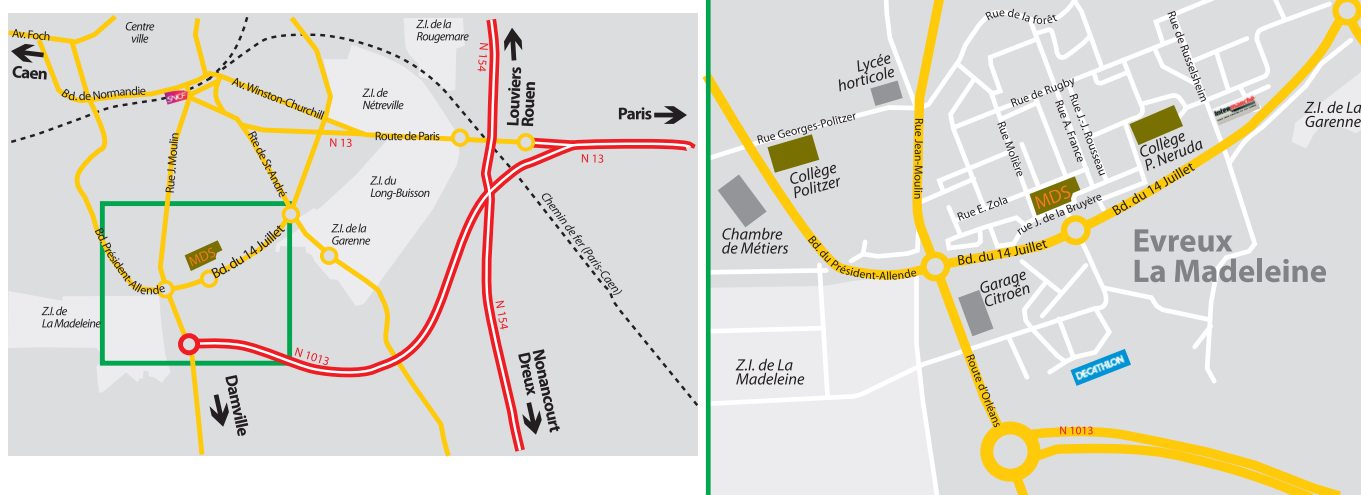 Av. Foch
Centre
ville
Z.I. de la
Rougemare
N 154
Louviers
Rouen
Caen
Bd. de Normandie
SNCF
Av. Winston-Churchill
Z.I. de
Nétreville
Paris
Route de Paris
N 13
N 13
Rue J. Moulin
Rte de St-André
Z.I. du
Long-Buisson
Chemin de fer (Paris-Caen)
Bd. Président-Allende
MDS
Bd. du 14 Juillet
Z.I. de la
Garenne
Z.I. de
La Madeleine
N 1013
N 154
Damville
Nonancourt
Dreux
Rue de la forêt
Rue de Russelsheim
Lycée
horticole
Rue de Rugby
intermarché
Z.I. de La
Garenne
Rue Georges-Politzer
Rue Jean-Moulin
Rue Molière
Rue A. France
Rue J.-J. Rousseau
Collège
P. Neruda
Collège
Politzer
Chambre
de Métiers
Rue E. Zola
MDS
rue J. de la Bruyère
Bd. du 14 Juillet
Bd. du 14 Juillet
Bd. du Président-Allende
Evreux
La Madeleine
Garage
Citroën
Z.I. de La
Madeleine
DECATHLON
Route d'Orléans
N 1013